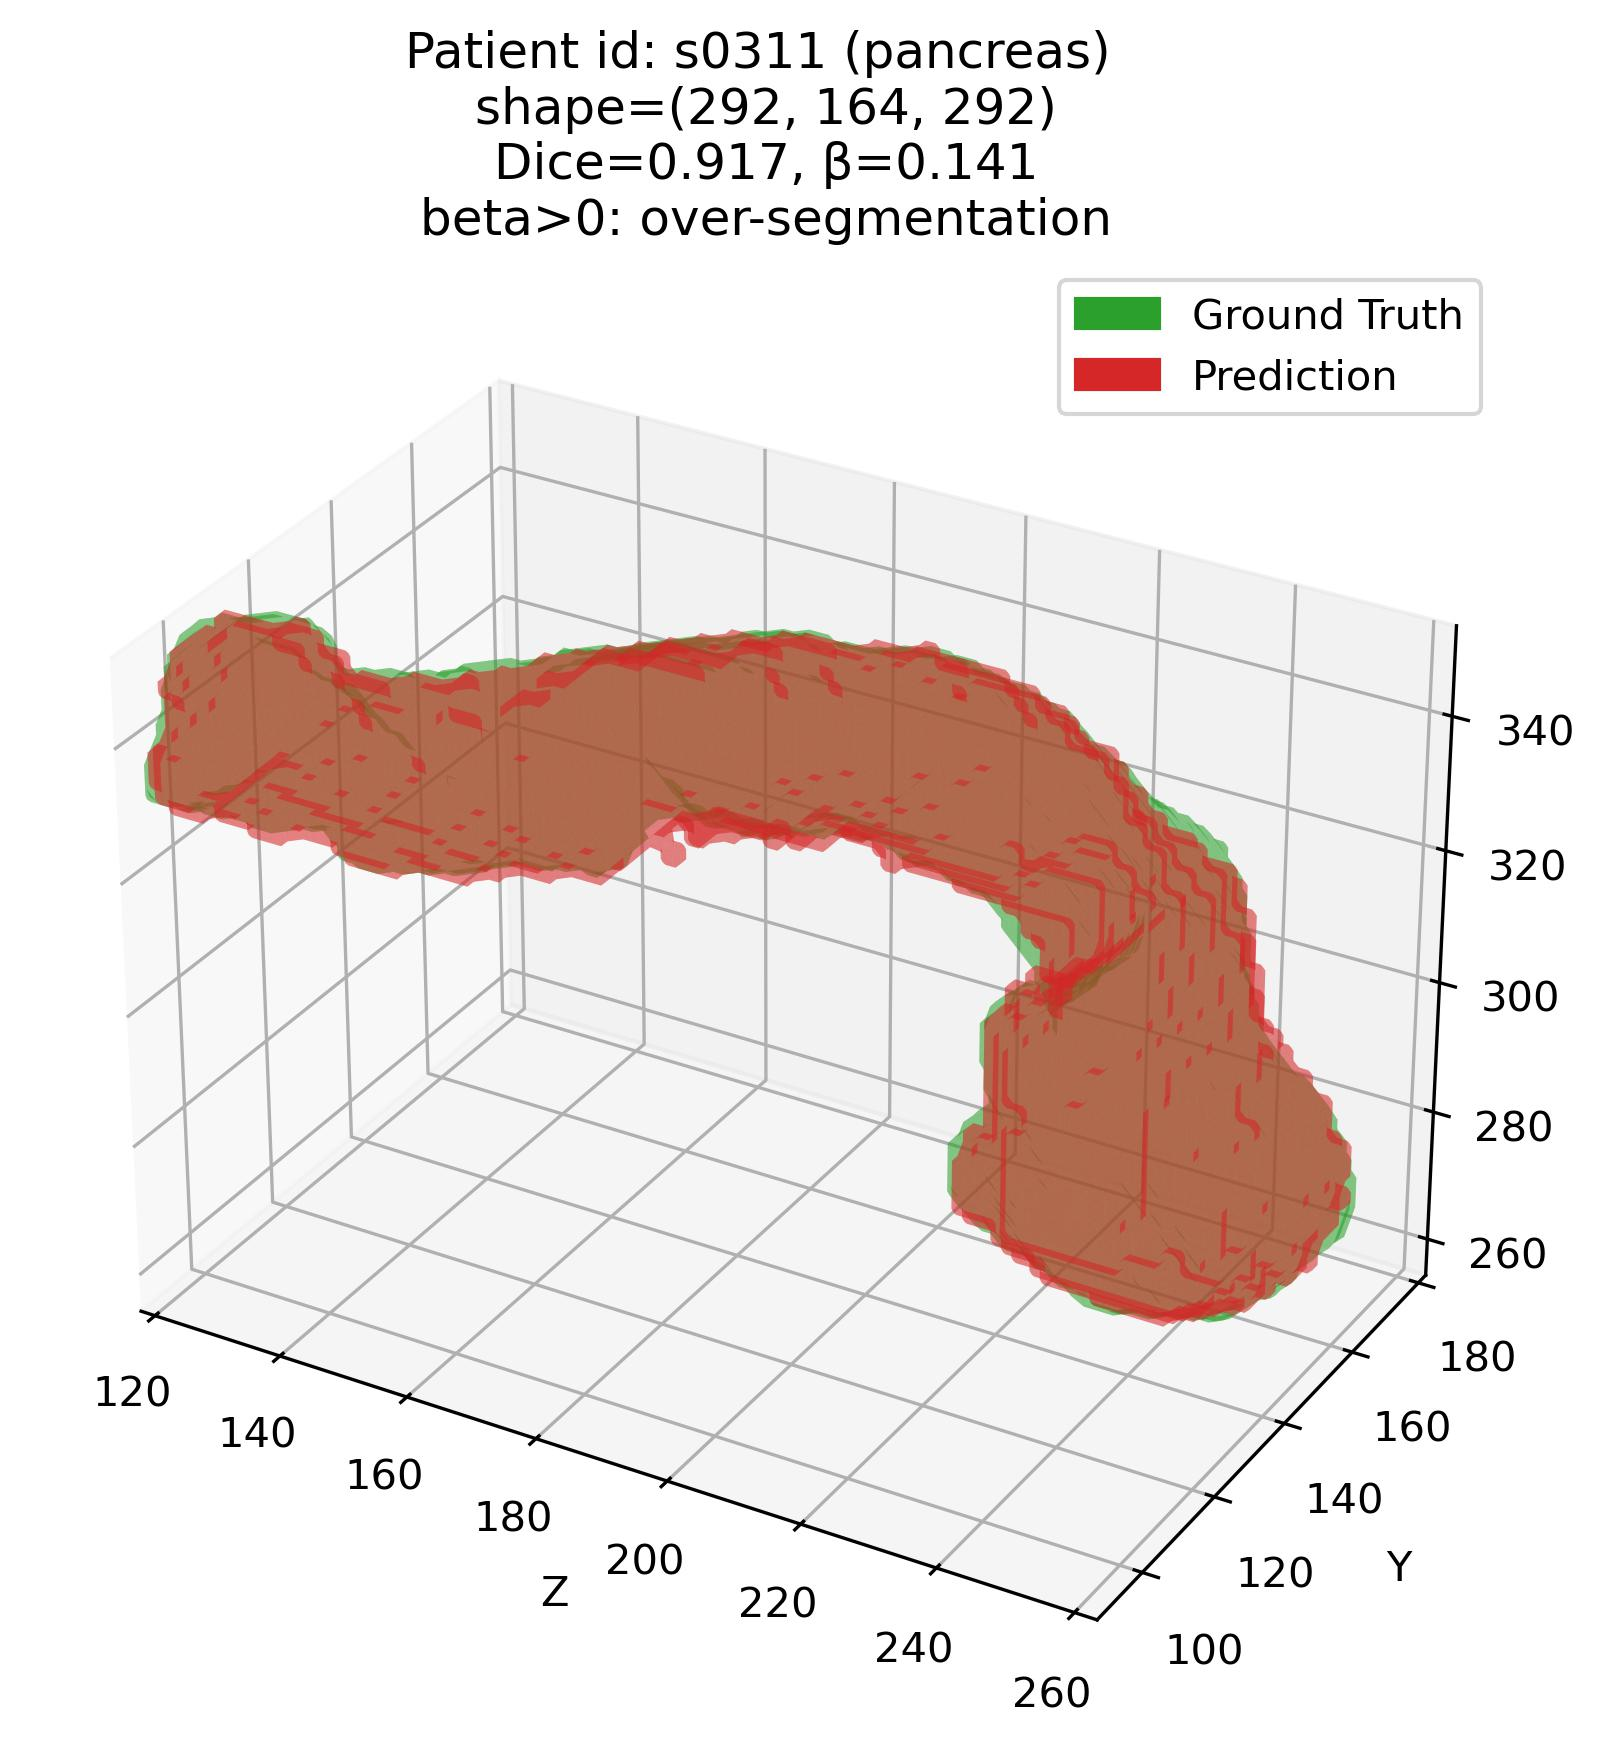 Patient id: s0311 (pancreas)
shape=(292, 164, 292)
Dice=0.917, β=0.141
beta>0: over-segmentation
Ground Truth
Prediction
340
320
300
280
260
180
160
140
120
100
Y
120
140
160
180
200
220
240
260
Z